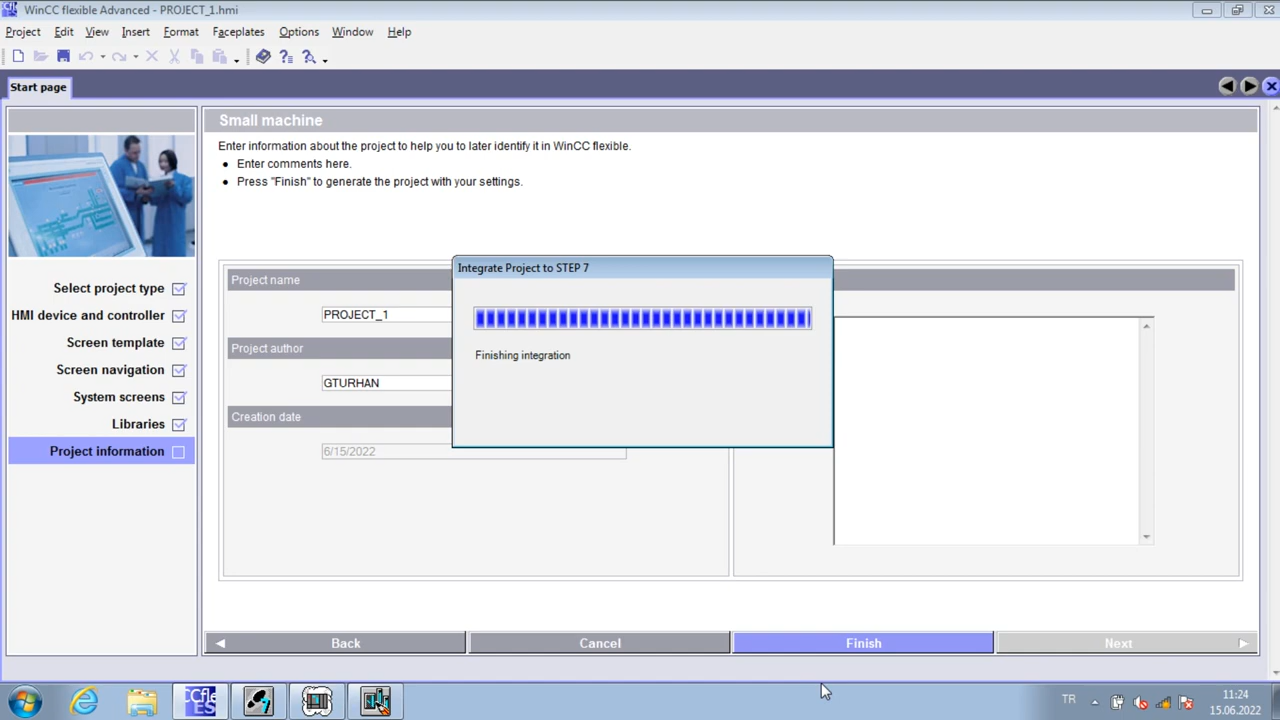 WinCC flexible Advanced - PROJECT_1.hmi
Project Edit View Insert Format Faceplates Options Window Help
Start page
Small machine
Enter information about the project to help you to later identify it in WinCC flexible.
• Enter comments here.
• Press "Finish" to generate the project with your settings.
Select project type
HMI device and controller
Screen template
Screen navigation
System screens
Libraries
Project information
Project name
PROJECT_1
Project author
GTURHAN
Creation date
6/15/2022
Integrate Project to STEP 7
Finishing integration
Back Cancel Finish Next
TR
11:24
15.06.2022